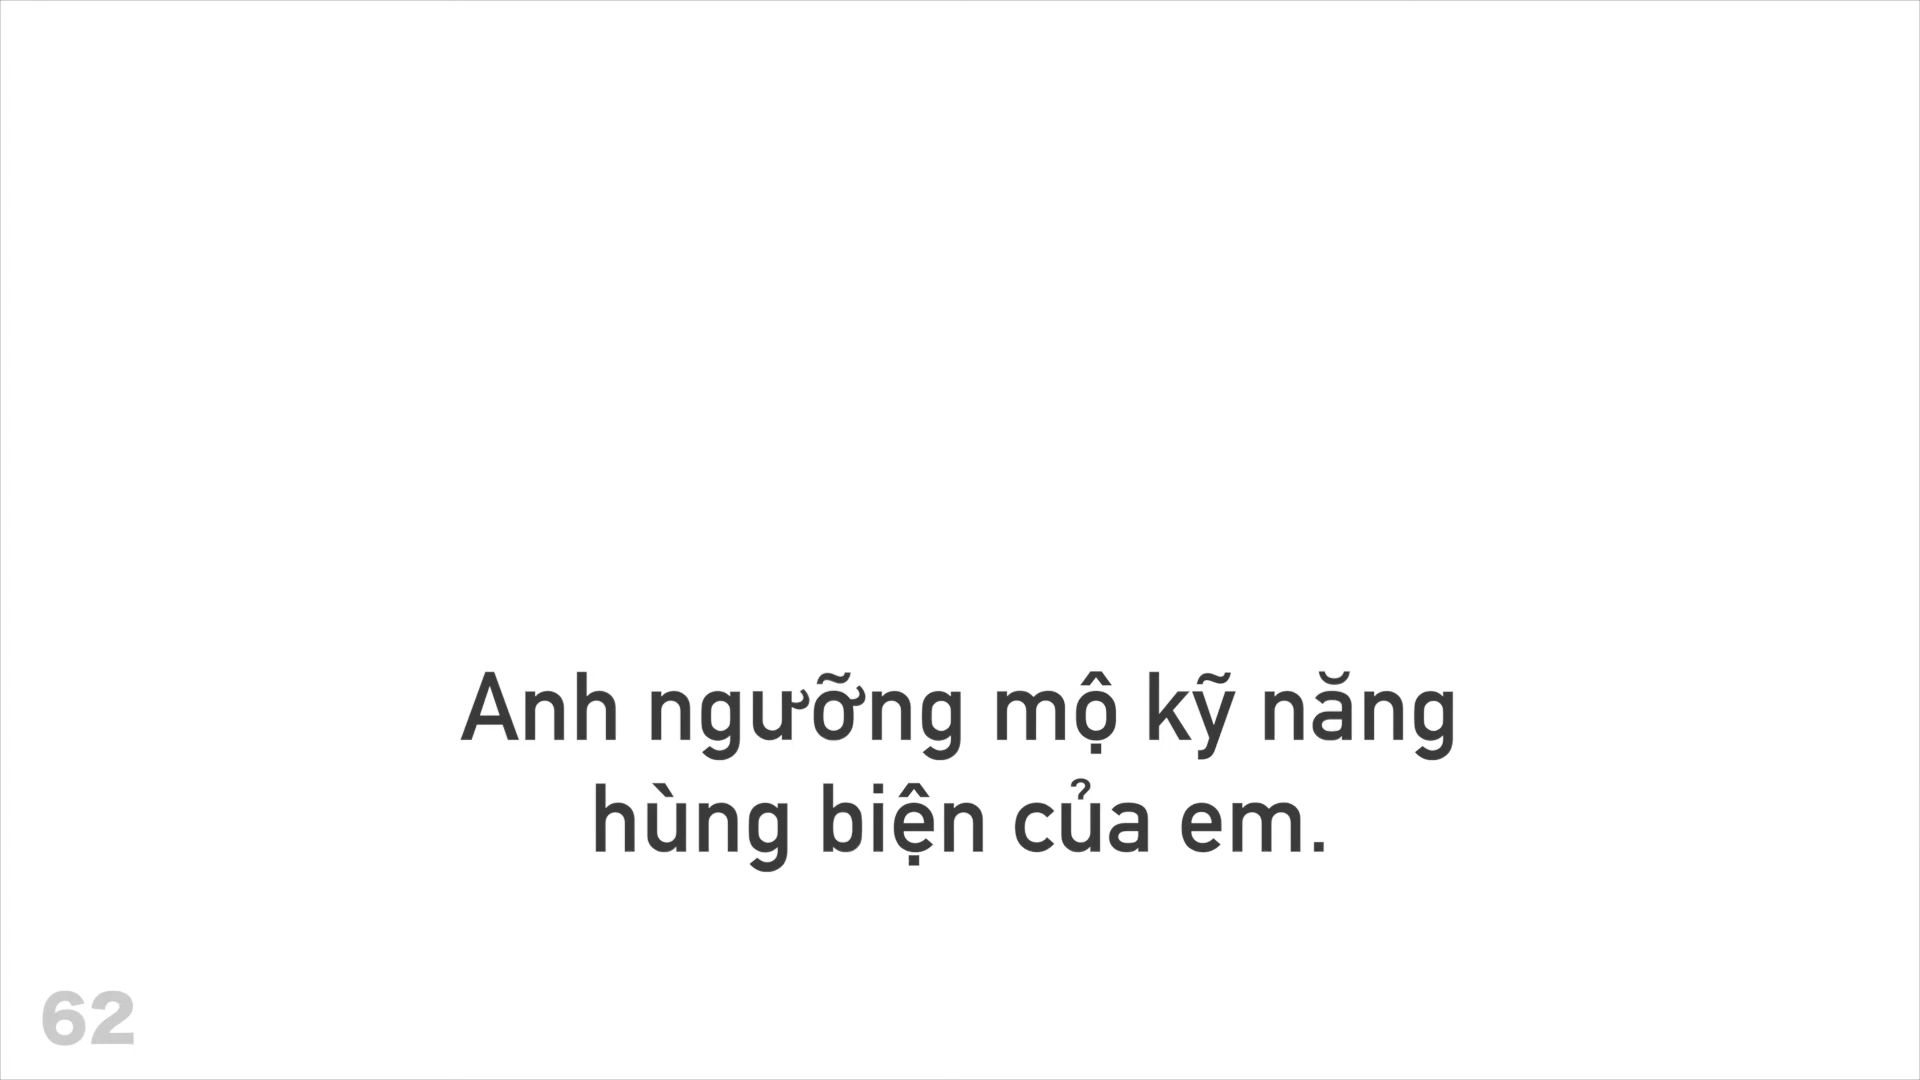 Anh ngưỡng mộ kỹ năng
hùng biện của em.
62